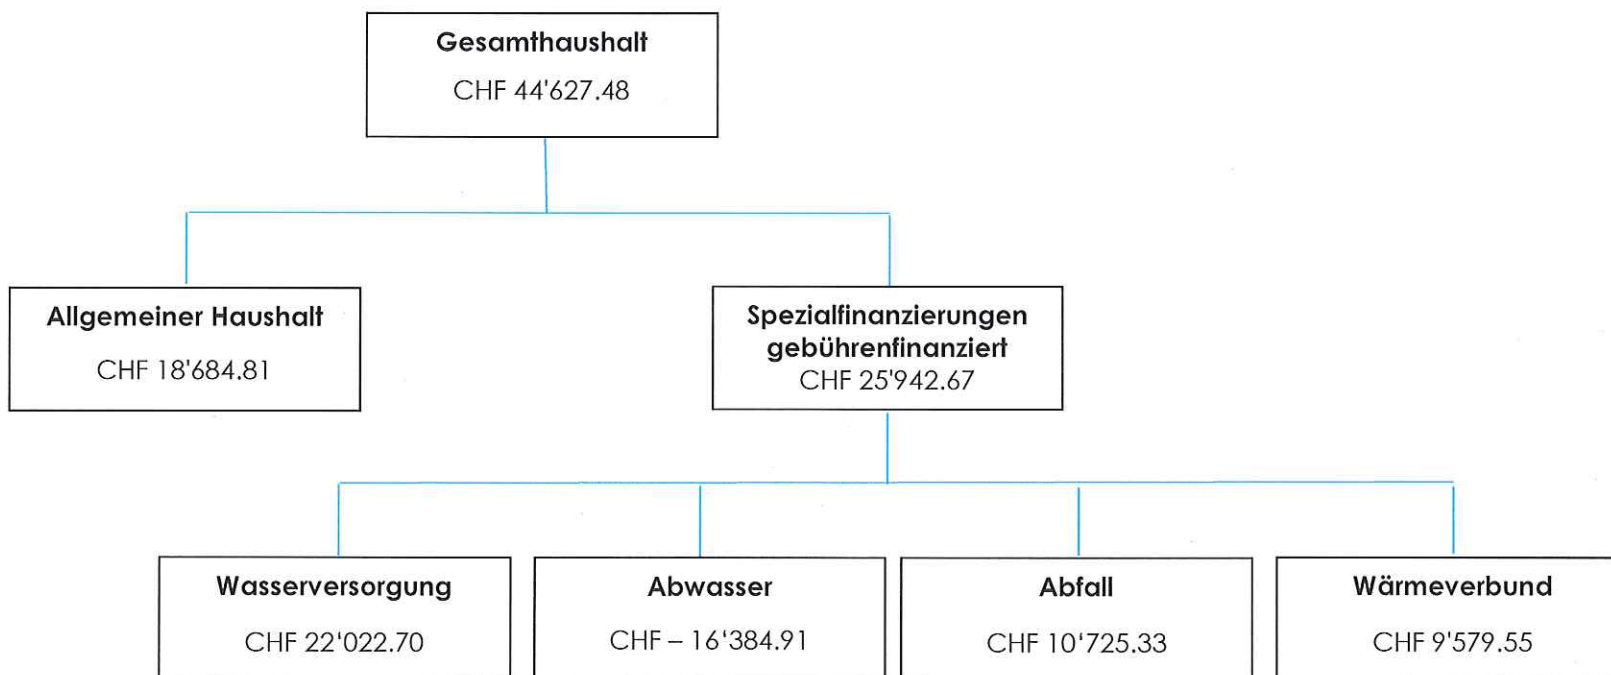 Gesamthaushalt
CHF 44'627.48
Allgemeiner Haushalt
CHF 18'684.81
Spezialfinanzierungen
gebührenfinanziert
CHF 25'942.67
Wasserversorgung
CHF 22'022.70
Abwasser
CHF – 16'384.91
Abfall
CHF 10'725.33
Wärmeverbund
CHF 9'579.55